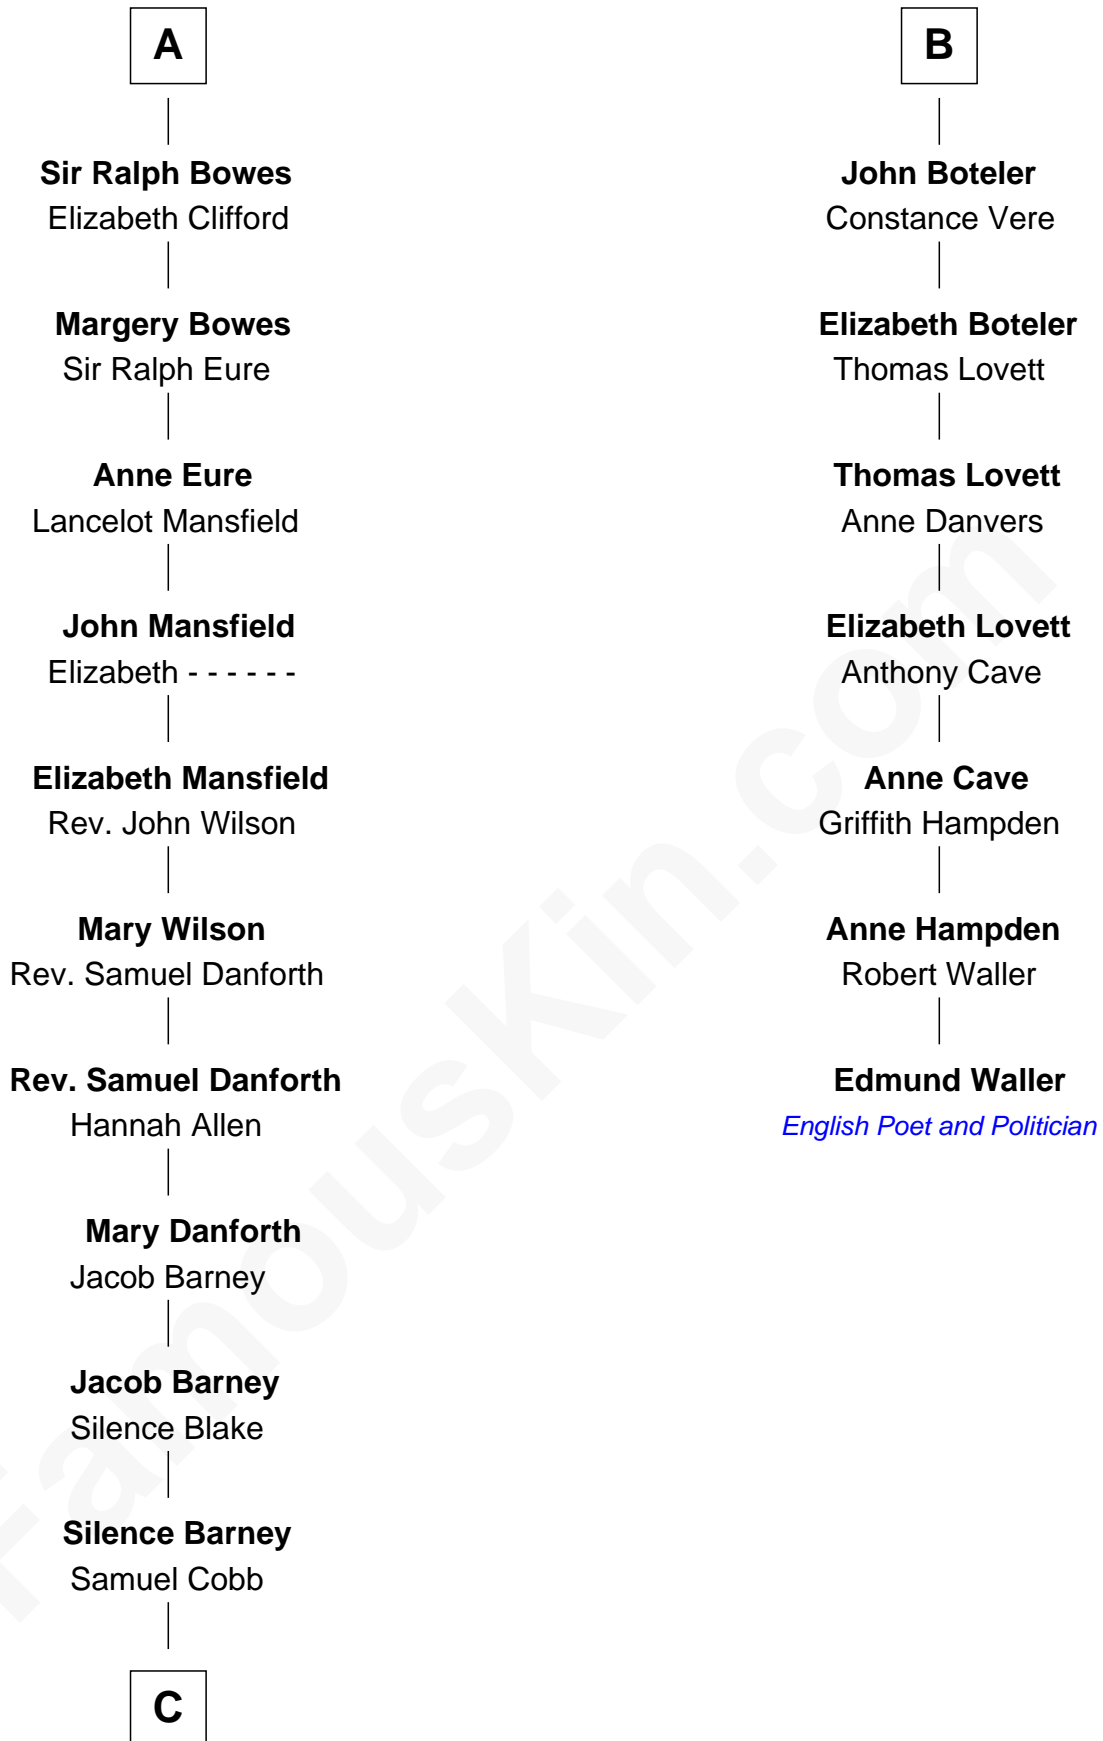 A
Sir Ralph Bowes
Elizabeth Clifford
Margery Bowes
Sir Ralph Eure
Anne Eure
Lancelot Mansfield
John Mansfield
Elizabeth - - - - - -
Elizabeth Mansfield
Rev. John Wilson
Mary Wilson
Rev. Samuel Danforth
Rev. Samuel Danforth
Hannah Allen
Mary Danforth
Jacob Barney
Jacob Barney
Silence Blake
Silence Barney
Samuel Cobb
C
B
John Boteler
Constance Vere
Elizabeth Boteler
Thomas Lovett
Thomas Lovett
Anne Danvers
Elizabeth Lovett
Anthony Cave
Anne Cave
Griffith Hampden
Anne Hampden
Robert Waller
Edmund Waller
English Poet and Politician
FamousKin.com